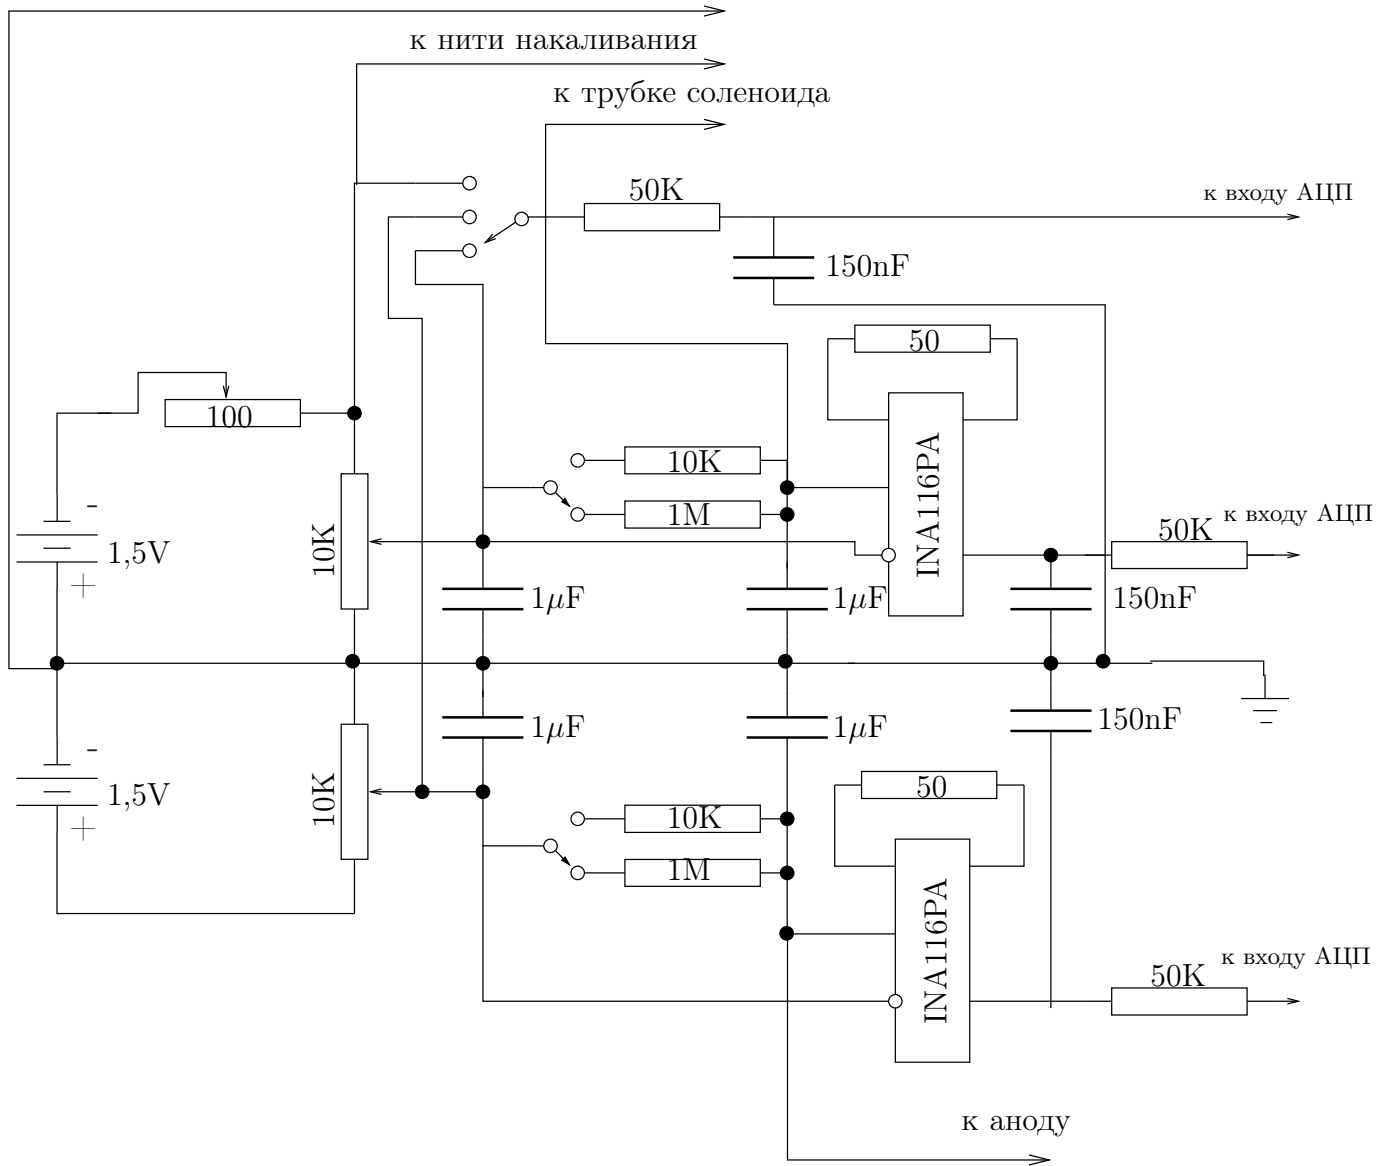 к нити накаливания
к трубке соленоида
50K
к входу АЦП
150nF
50
100
-
10K
INA116PA
1M
к входу АЦП
50K
10K
1,5V
+
1µF
1µF
150nF
150nF
1µF
1µF
-
1,5V
+
10K
50
10K
1M
INA116PA
к входу АЦП
50K
к аноду